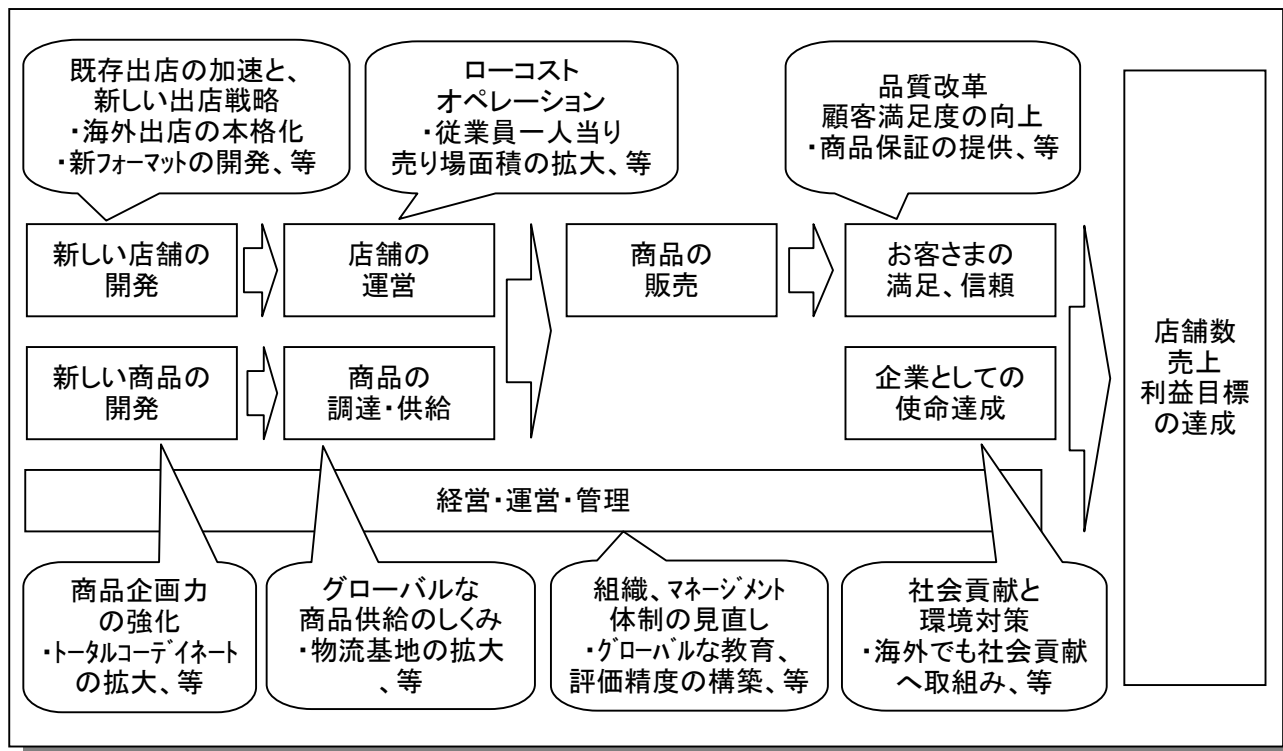 既存出店の加速と、
新しい出店戦略
・海外出店の本格化
・新フォーマットの開発、等
ローコスト
オペレーション
・従業員一人当り
売り場面積の拡大、等
品質改革
顧客満足度の向上
・商品保証の提供、等
新しい店舗の
開発
店舗の
運営
商品の
販売
お客さまの
満足、信頼
新しい商品の
開発
商品の
調達・供給
企業としての
使命達成
店舗数
売上
利益目標
の達成
経営・運営・管理
商品企画力
の強化
・トータルコーデイネート
の拡大、等
グローバルな
商品供給のしくみ
・物流基地の拡大
、等
組織、マネージメント
体制の見直し
・グローバルな教育、
評価精度の構築、等
社会貢献と
環境対策
・海外でも社会貢献
へ取組み、等